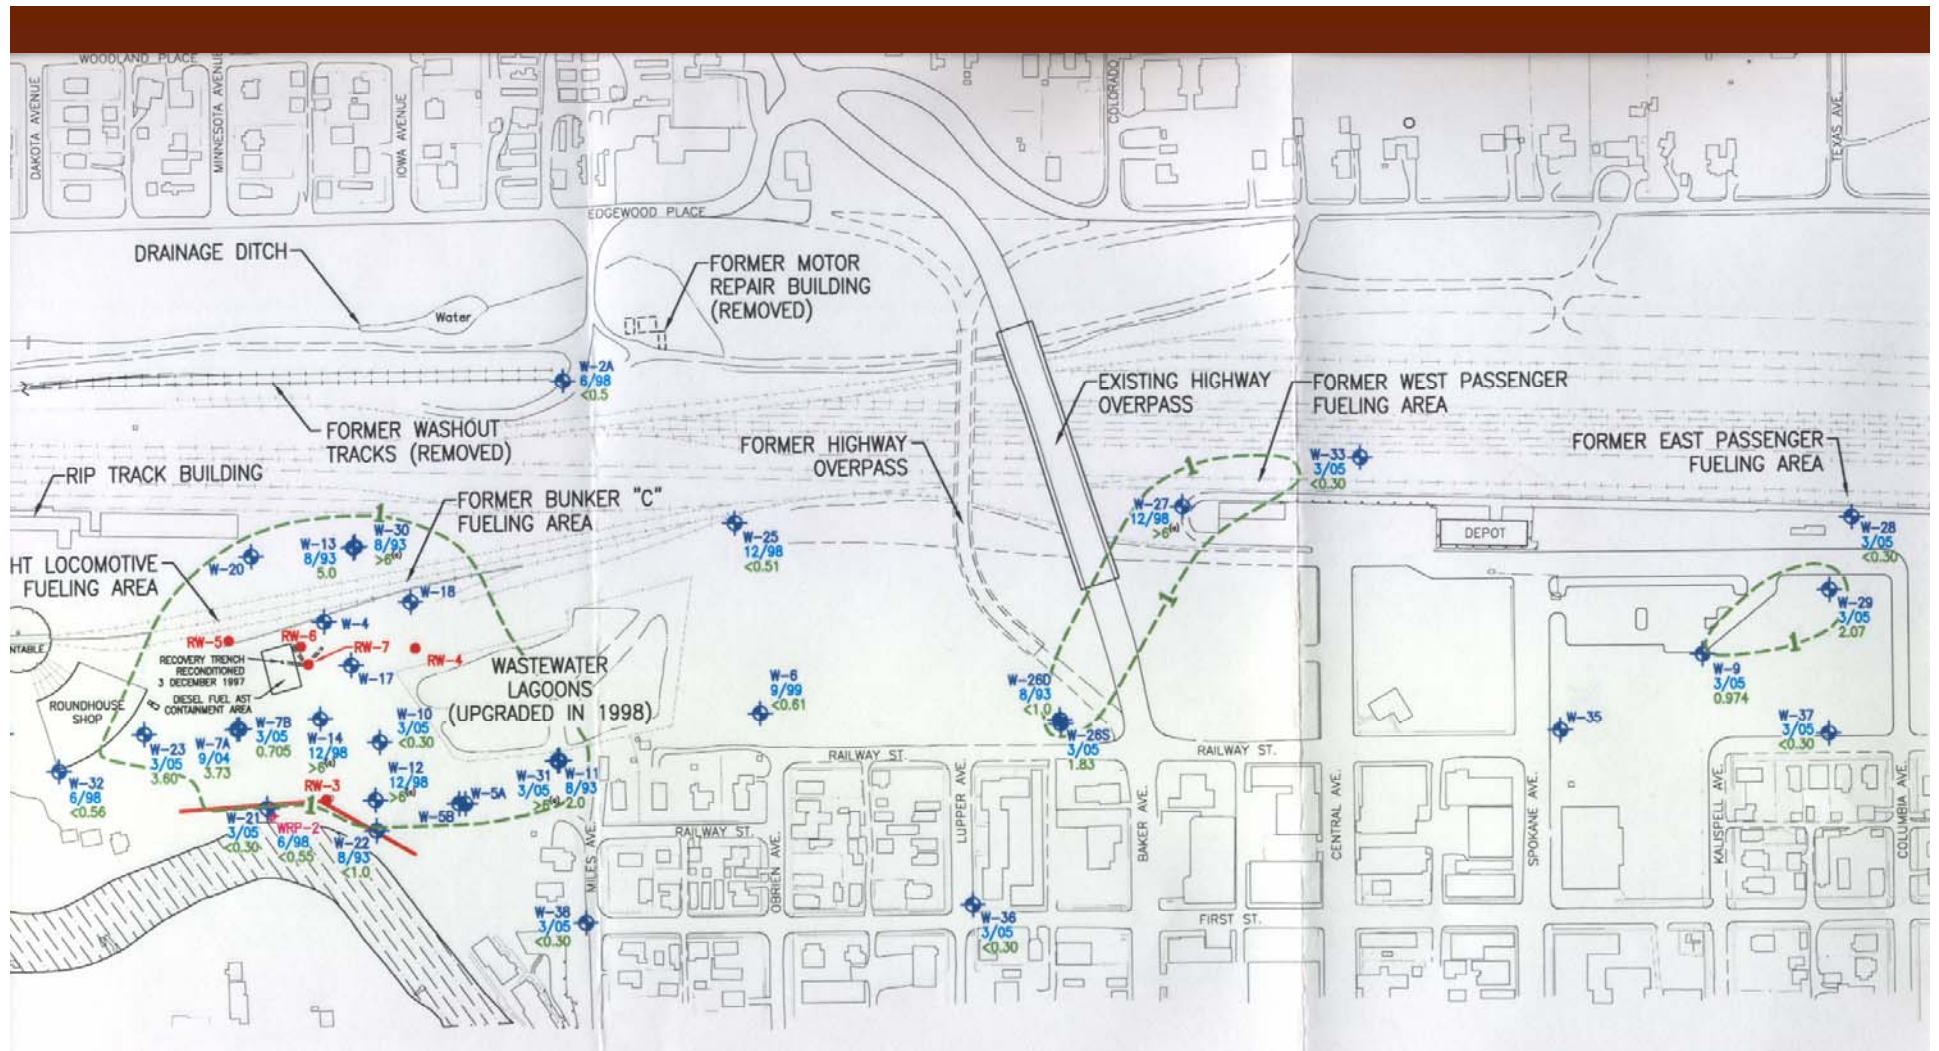 WOODLAND PLACE
DAKOTA AVENUE
MINNESOTA AVENUE
IOWA AVENUE
COLORADO
TEXAS AVE.
EDGEWOOD PLACE
DRAINAGE DITCH
Water
FORMER MOTOR
REPAIR BUILDING
(REMOVED)
W-2A
6/98
<0.5
FORMER WASHOUT
TRACKS (REMOVED)
EXISTING HIGHWAY
OVERPASS
FORMER WEST PASSENGER
FUELING AREA
FORMER HIGHWAY
OVERPASS
FORMER EAST PASSENGER
FUELING AREA
RIP TRACK BUILDING
FORMER BUNKER "C"
FUELING AREA
HT LOCOMOTIVE
FUELING AREA
1
W-20
W-13
8/93
5.0
W-30
8/93
>6(e)
W-18
W-4
W-25
12/98
<0.51
1
W-27
12/98
>6(e)
W-33
3/05
<0.30
DEPOT
W-28
3/05
<0.30
NTABLE
RW-5
RW-6
RW-7
RW-4
RECOVERY TRENCH
RECONDITIONED
3 DECEMBER 1997
W-17
DIESEL FUEL AST
CONTAINMENT AREA
ROUNDHOUSE
SHOP
WASTEWATER
LAGOONS
(UPGRADED IN 1998)
1
W-29
3/05
2.07
1
W-9
3/05
0.974
W-6
9/99
<0.61
W-26D
8/93
<1.0
W-26S
3/05
1.83
W-35
W-37
3/05
<0.30
W-23
3/05
3.60
W-7A
9/04
3.73
W-7B
3/05
0.705
W-14
12/98
>6(e)
W-10
3/05
<0.30
W-12
12/98
>6(e)
W-32
6/98
<0.56
RW-3
1
W-5A
W-5B
W-31
3/05
>6(e)
W-11
8/93
2.0
W-21
3/05
<0.30
WRP-2
6/98
<0.55
W-22
8/93
<1.0
RAILWAY ST.
RAILWAY ST.
RAILWAY ST.
MILES AVE.
OBRIEN AVE.
LUPPER AVE.
BAKER AVE.
CENTRAL AVE.
SPOKANE AVE.
KALISPELL AVE.
COLUMBIA AVE.
W-38
3/05
<0.30
W-36
3/05
<0.30
FIRST ST.